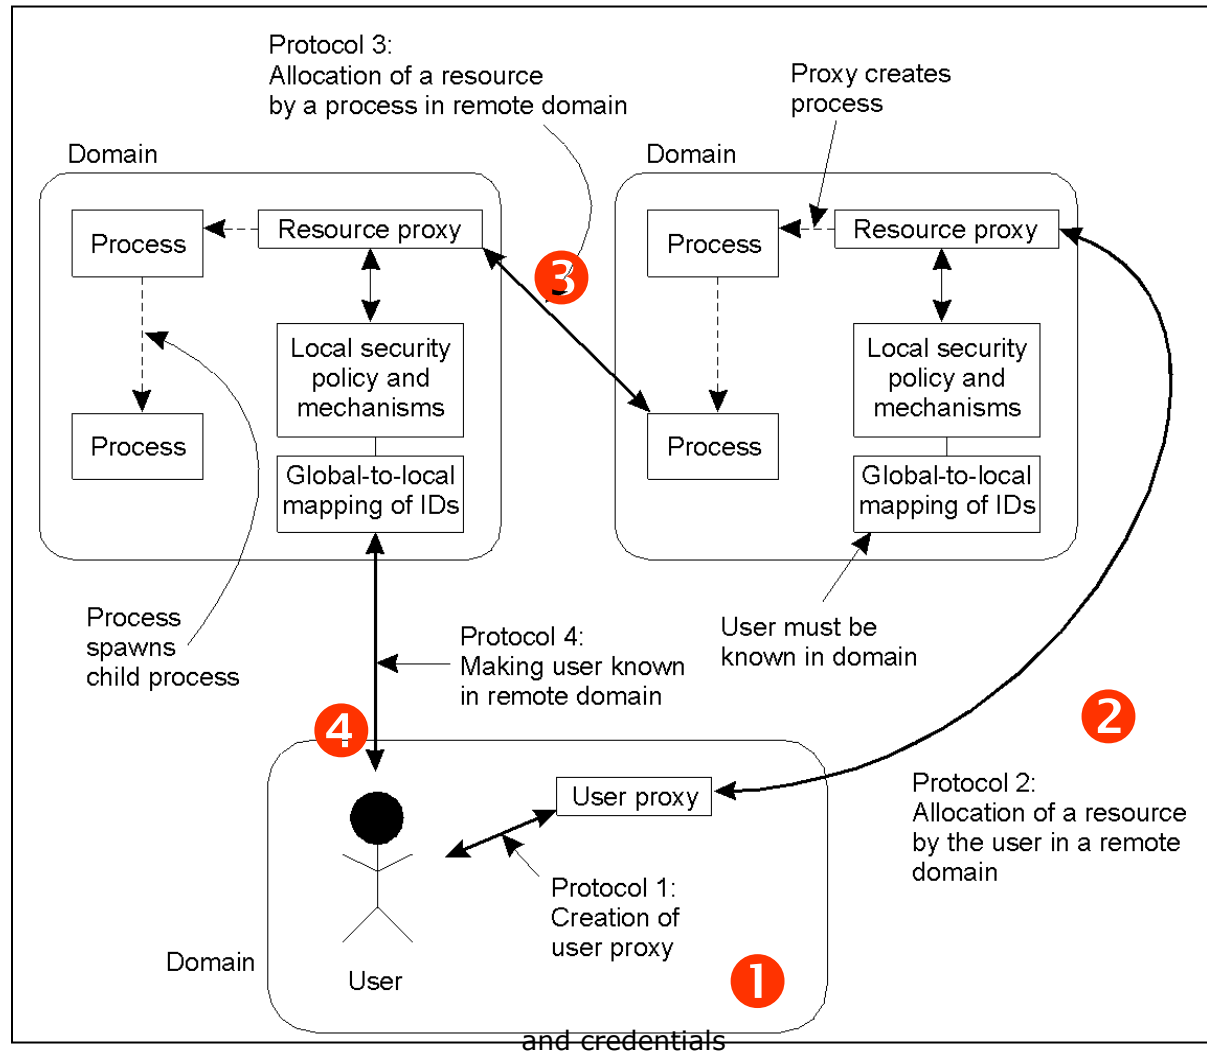 Protocol 3:
Allocation of a resource
by a process in remote domain
Proxy creates
process
Domain
Domain
Process
Resource proxy
Process
Resource proxy
3
Local security
policy and
mechanisms
Local security
policy and
mechanisms
Process
Process
Global-to-local
mapping of IDs
Global-to-local
mapping of IDs
Process
spawns
child process
Protocol 4:
Making user known
in remote domain
User must be
known in domain
4
2
User proxy
Protocol 2:
Allocation of a resource
by the user in a remote
domain
Protocol 1:
Creation of
user proxy
Domain
User
1
and credentials